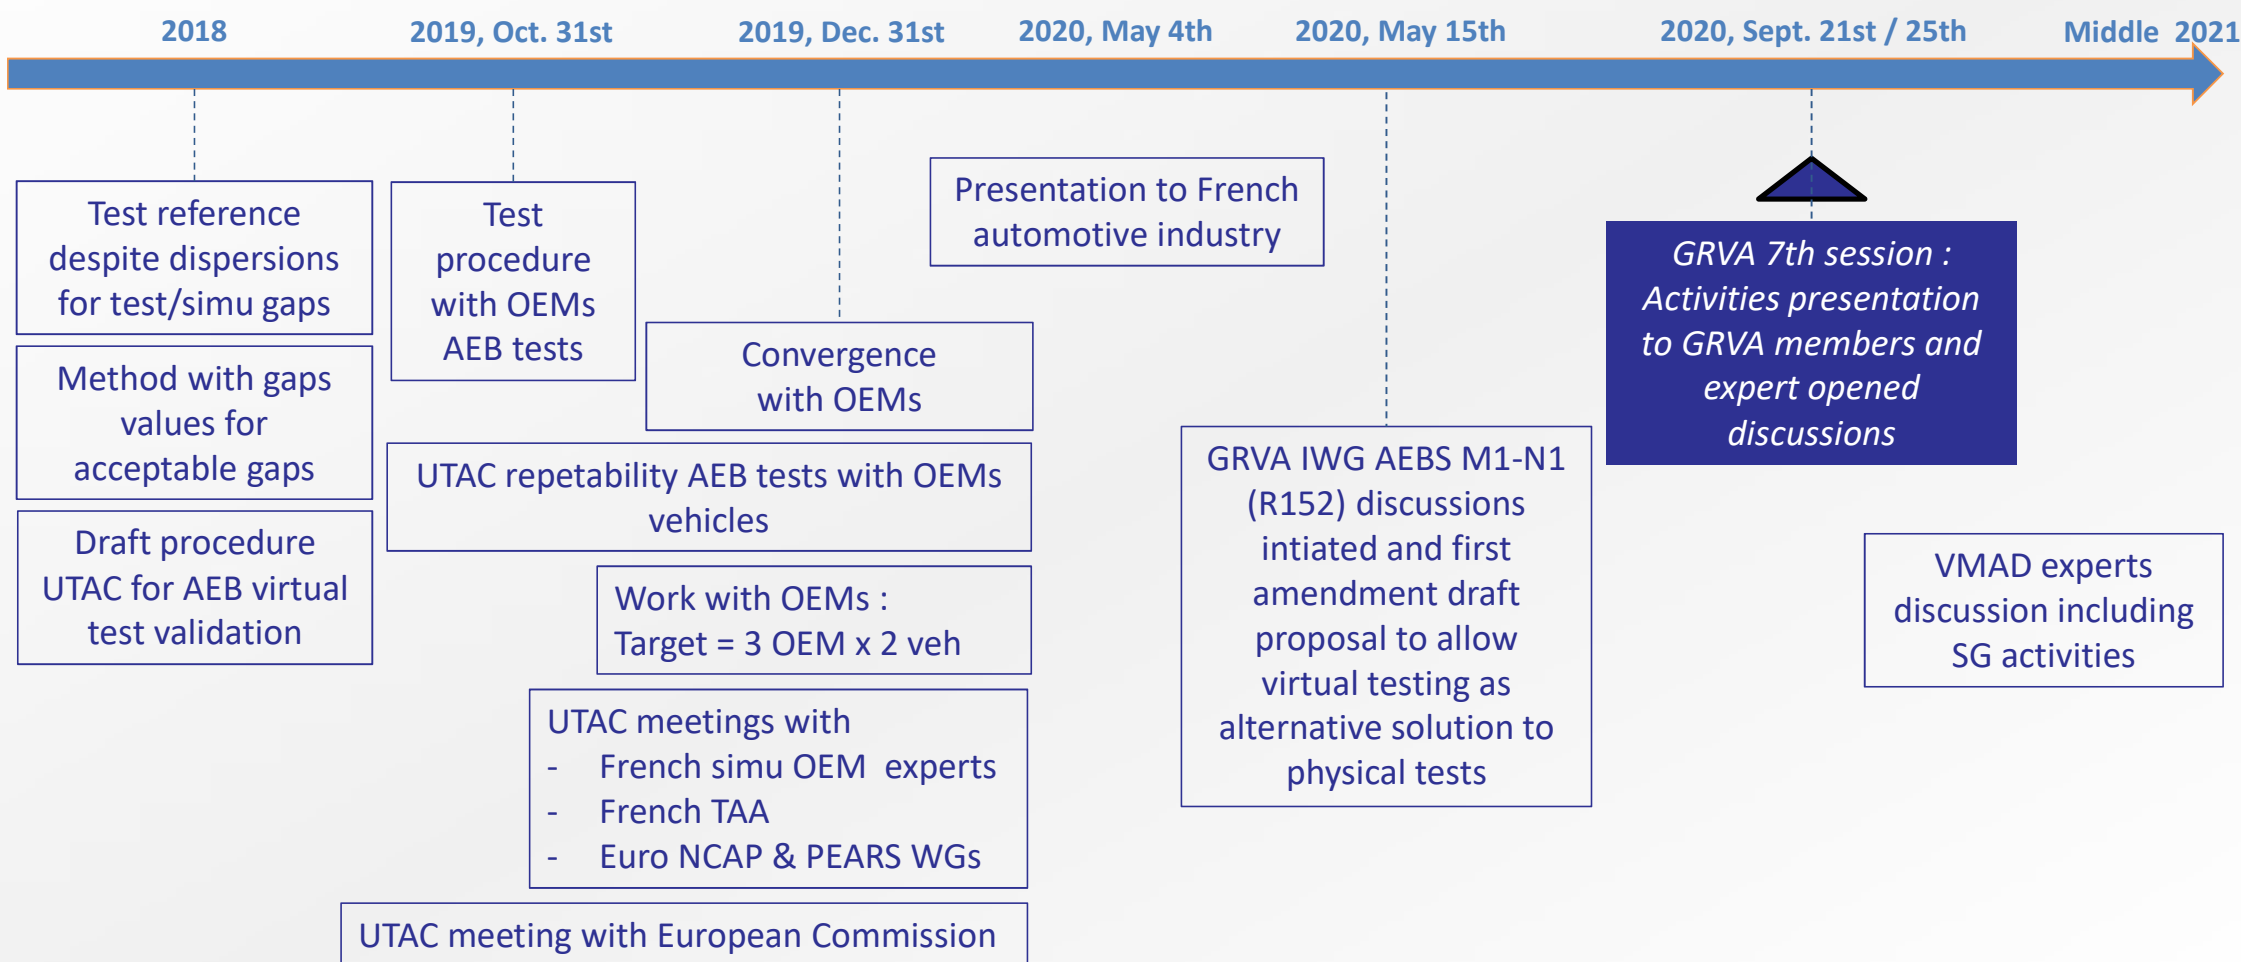 2018
2019, Oct. 31st
2019, Dec. 31st
2020, May 4th
2020, May 15th
2020, Sept. 21st / 25th
Middle 2021
Test reference
despite dispersions
for test/simu gaps
Method with gaps
values for
acceptable gaps
Draft procedure
UTAC for AEB virtual
test validation
Test
procedure
with OEMs
AEB tests
Convergence
with OEMs
UTAC repetability AEB tests with OEMs
vehicles
Work with OEMs :
Target = 3 OEM x 2 veh
UTAC meetings with
- French simu OEM experts
- French TAA
- Euro NCAP & PEARS WGs
UTAC meeting with European Commission
Presentation to French
automotive industry
GRVA IWG AEBS M1-N1
(R152) discussions
intiated and first
amendment draft
proposal to allow
virtual testing as
alternative solution to
physical tests
GRVA 7th session :
Activities presentation
to GRVA members and
expert opened
discussions
VMAD experts
discussion including
SG activities